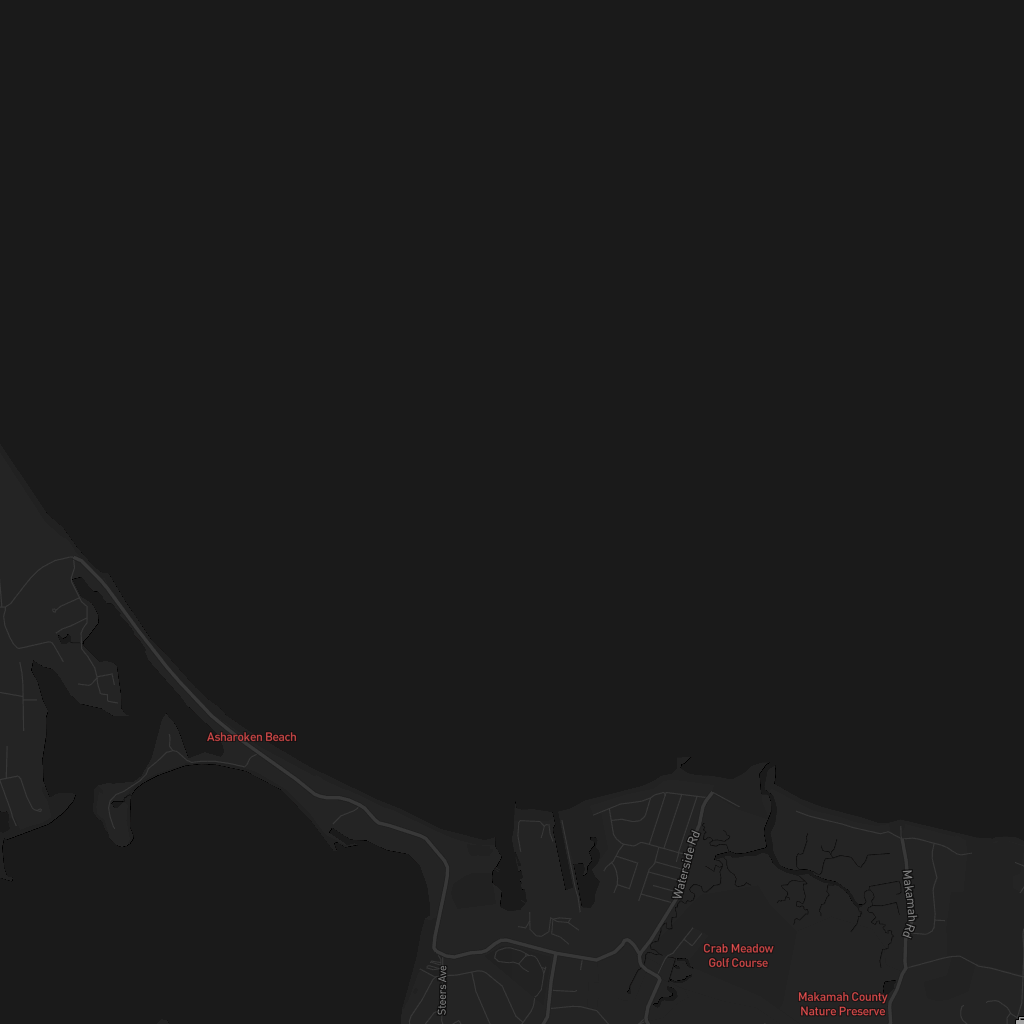 Asharoken Beach
Waterside Rd
Makamah Rd
Crab Meadow
Golf Course
Steers Ave
Makamah County
Nature Preserve